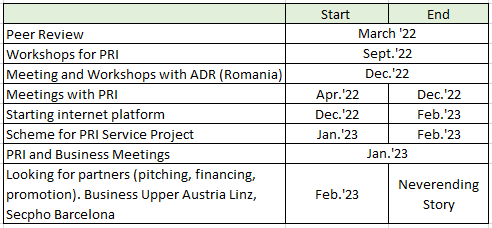 Start End
Peer Review March '22
Workshops for PRI Sept.'22
Meeting and Workshops with ADR (Romania) Dec.'22
Meetings with PRI Apr.'22 Dec.'22
Starting internet platform Dec.'22 Feb.'23
Scheme for PRI Service Project Jan.'23 Feb.'23
PRI and Business Meetings Jan.'23
Looking for partners (pitching, financing,
promotion). Business Upper Austria Linz,
Secpho Barcelona
Feb.'23
Neverending
Story